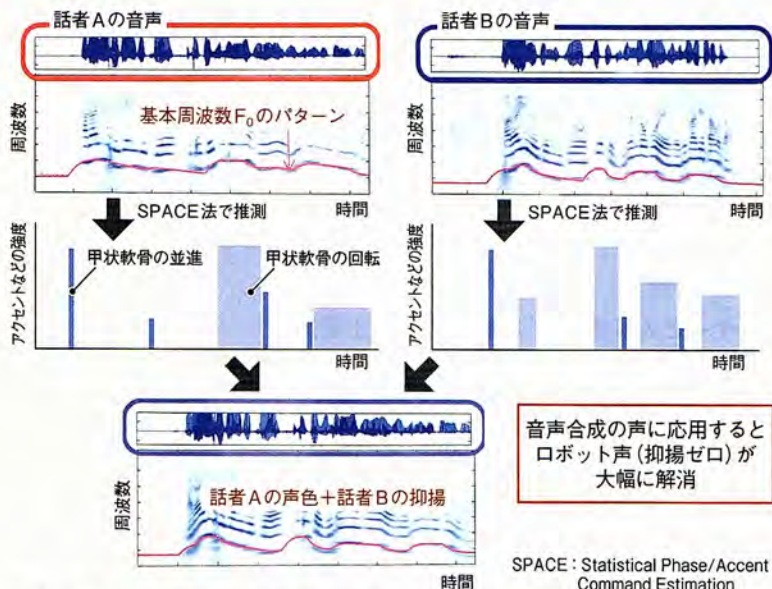 話者Aの音声
話者Bの音声
周波数
基本周波数F₀のパターン
時間
周波数
時間
SPACE法で推測
SPACE法で推測
アクセントなどの強度
甲状軟骨の並進
甲状軟骨の回転
時間
アクセントなどの強度
時間
周波数
話者Aの声色+話者Bの抑揚
時間
音声合成の声に応用すると
ロボット声(抑揚ゼロ)が
大幅に解消
SPACE:Statistical Phase/Accent
Command Estimation